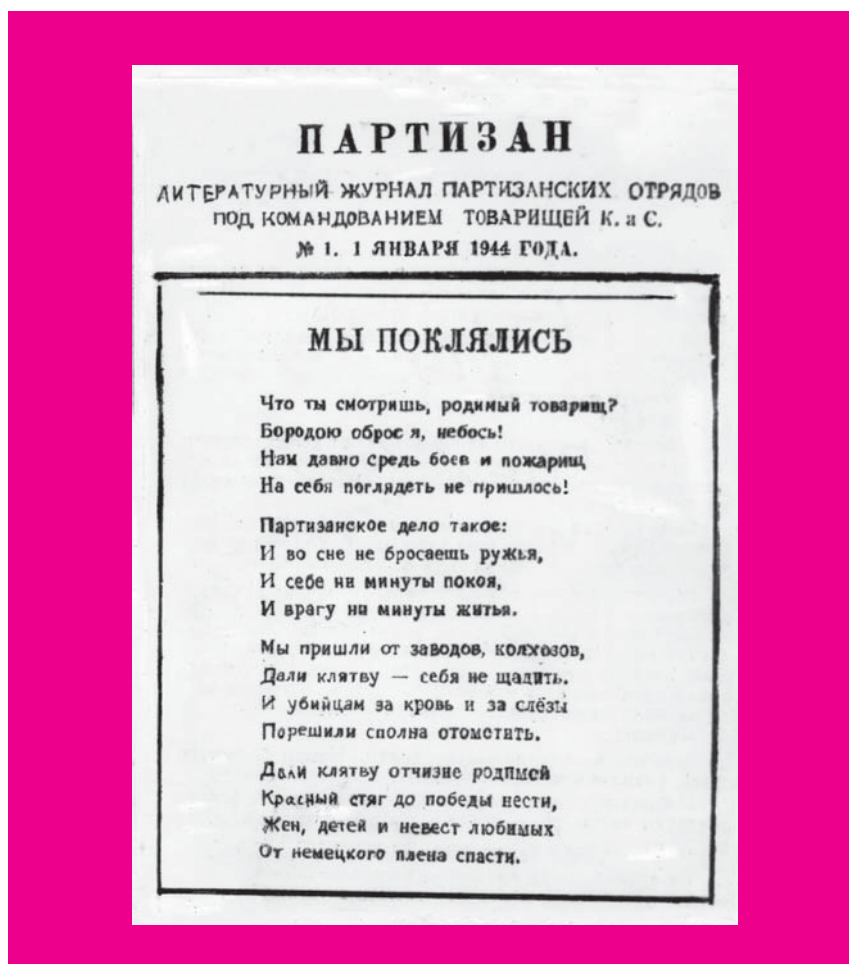 ПАРТИЗАН
ЛИТЕРАТУРНЫЙ ЖУРНАЛ ПАРТИЗАНСКИХ ОТРЯДОВ
ПОД КОМАНДОВАНИЕМ ТОВАРИЩЕЙ К. и С.
№ 1. 1 ЯНВАРЯ 1944 ГОДА.
МЫ ПОКЛЯЛИСЬ
Что ты смотришь, родимый товарищ?
Бородою оброс я, небось!
Нам давно средь боев и пожарищ
На себя поглядеть не пришлось!
Партизанское дело такое:
И во сне не бросаешь ружья,
И себе ни минуты покоя,
И врагу ни минуты житья.
Мы пришли от заводов, колхозов,
Дали клятву — себя не щадить.
И убийцам за кровь и за слёзы
Порешили сполна отомстить.
Дали клятву отчизне родимой
Красный стяг до победы нести,
Жен, детей и невест любимых
От немецкого плена спасти.